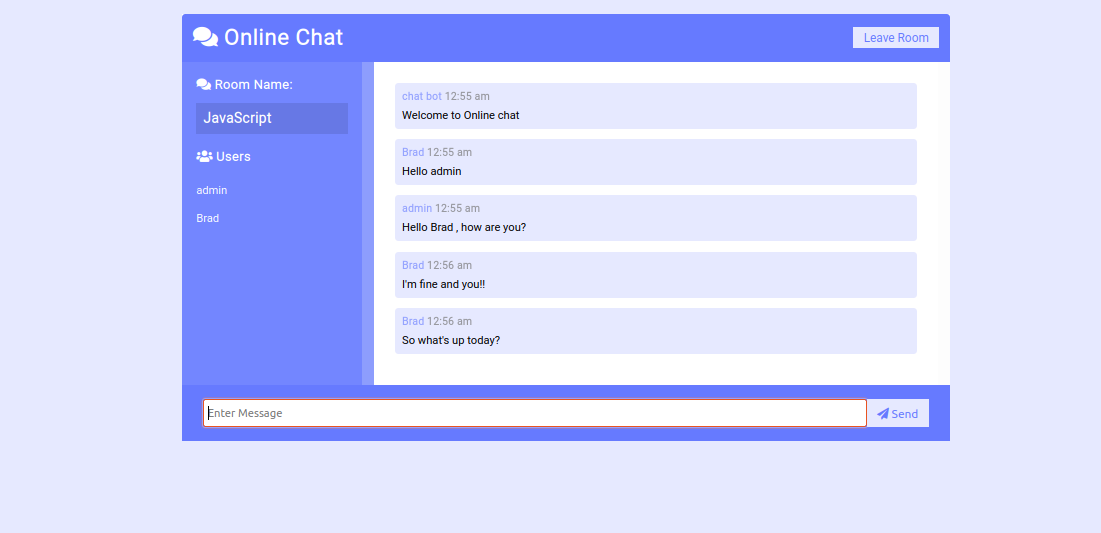 Online Chat
Leave Room
Room Name:
JavaScript
Users
admin
Brad
chat bot 12:55 am
Welcome to Online chat
Brad 12:55 am
Hello admin
admin 12:55 am
Hello Brad , how are you?
Brad 12:56 am
I'm fine and you!!
Brad 12:56 am
So what's up today?
Enter Message
Send